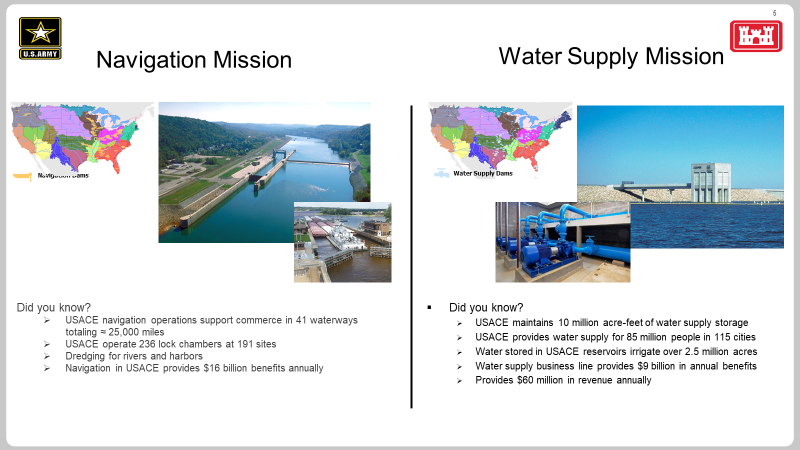 6
U.S.ARMY
Navigation Mission
Navigation Dams
Did you know?
➢ USACE navigation operations support commerce in 41 waterways
totaling ≈ 25,000 miles
➢ USACE operate 236 lock chambers at 191 sites
➢ Dredging for rivers and harbors
➢ Navigation in USACE provides $16 billion benefits annually
Water Supply Mission
Water Supply Dams
▪ Did you know?
➢ USACE maintains 10 million acre-feet of water supply storage
➢ USACE provides water supply for 85 million people in 115 cities
➢ Water stored in USACE reservoirs irrigate over 2.5 million acres
➢ Water supply business line provides $9 billion in annual benefits
➢ Provides $60 million in revenue annually